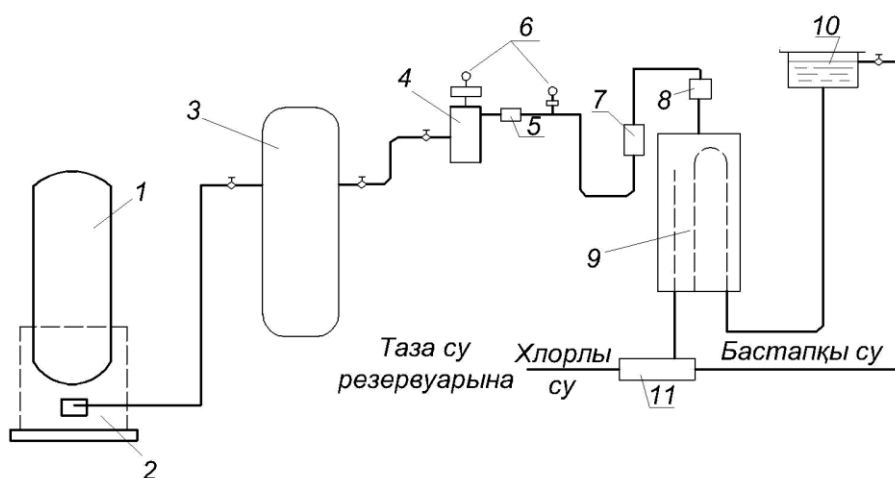 6
10
4
3
8
7
5
1
9
Таза су
резервуарына
Хлорлы
су
Бастапқы су
11
2